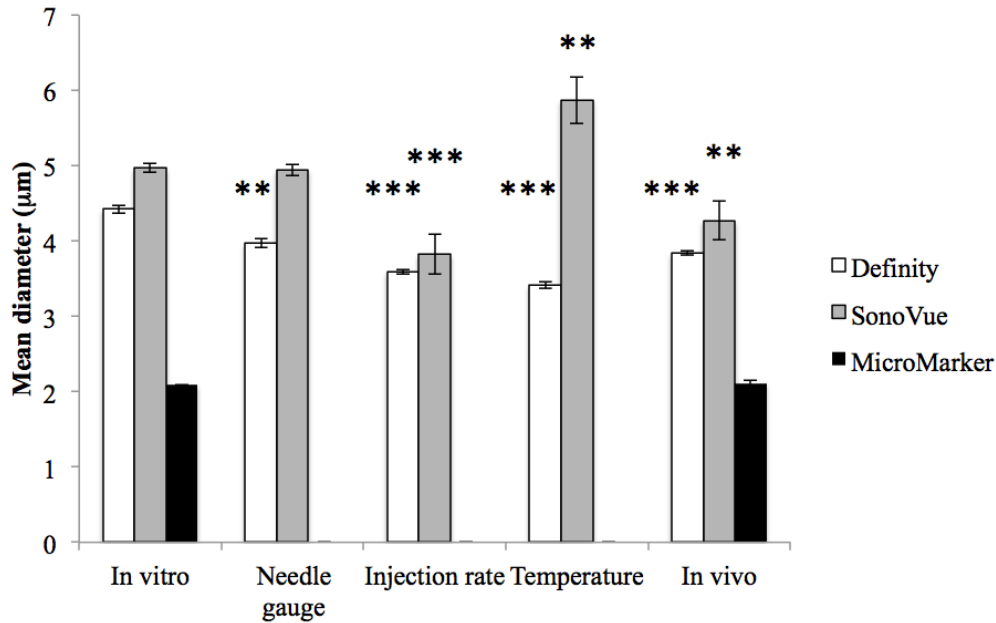 7
6
5
4
3
2
1
0
Mean diameter (µm)
**
***
***
***
**
***
**
In vitro
Needle
gauge
Injection rate
Temperature
In vivo
Definity
SonoVue
MicroMarker